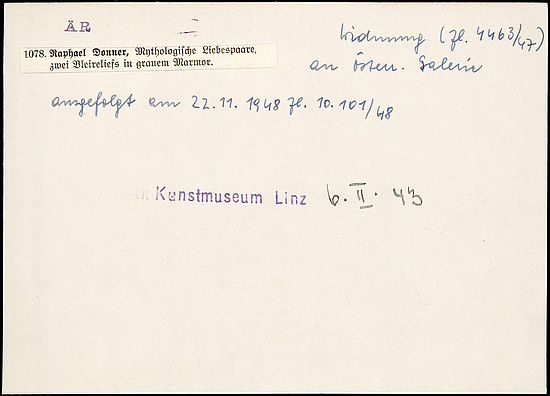 ÄR
1078. Raphael Donner, Mythologische Liebespaare,
zwei Bleireliefs in grauem Marmor.
Widmung (Zl. 4463/47)
an Österr. Galerie
ausgefolgt am 22.11.1948 Zl. 10.101/48
Kunstmuseum Linz 6. II. 43